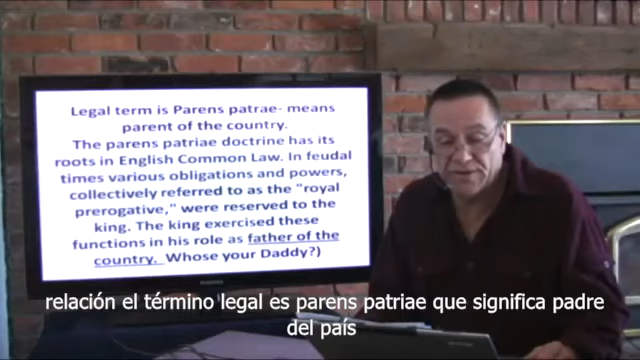 Legal term is Parens patrae- means
parent of the country.
The parens patriae doctrine has its
roots in English Common Law. In feudal
times various obligations and powers,
collectively referred to as the "royal
prerogative," were reserved to the
king. The king exercised these
functions in his role as father of the
country. Whose your Daddy?)
relación el término legal es parens patriae que significa padre
del país